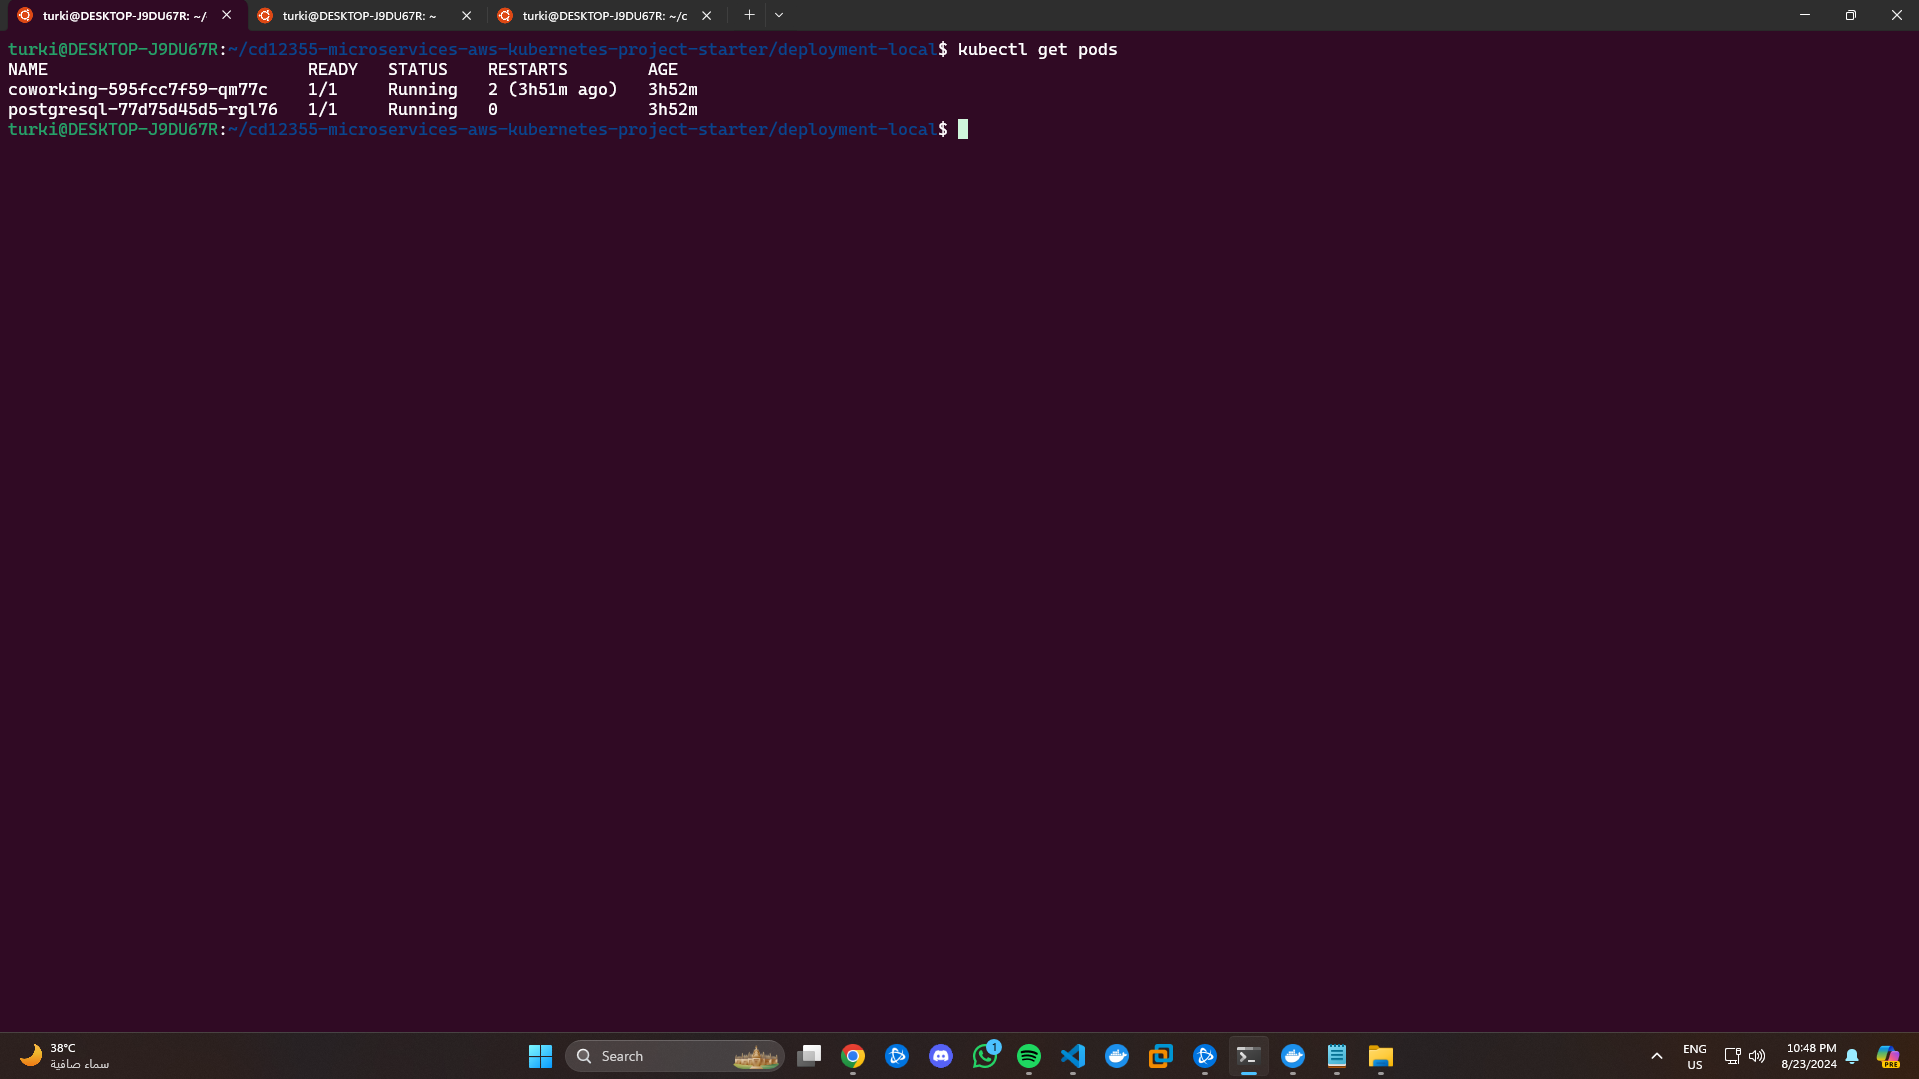 turki@DESKTOP-J9DU67R: ~/
turki@DESKTOP-J9DU67R: ~
turki@DESKTOP-J9DU67R: ~/c
turki@DESKTOP-J9DU67R:~/cd12355-microservices-aws-kubernetes-project-starter/deployment-local$ kubectl get pods
NAME READY STATUS RESTARTS AGE
coworking-595fcc7f59-qm77c 1/1 Running 2 (3h51m ago) 3h52m
postgresql-77d75d45d5-rgl76 1/1 Running 0 3h52m
turki@DESKTOP-J9DU67R:~/cd12355-microservices-aws-kubernetes-project-starter/deployment-local$
38°C
سماء صافية
Search
1
ENG
US
10:48 PM
8/23/2024
PRE